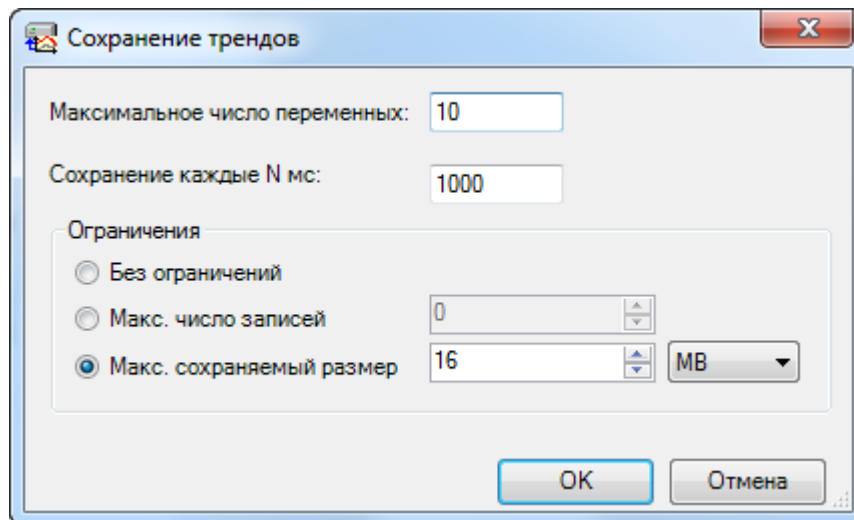 Сохранение трендов
Максимальное число переменных: 10
Сохранение каждые N мс: 1000
Ограничения
Без ограничений
Макс. число записей 0
Макс. сохраняемый размер 16 MB
OK Отмена